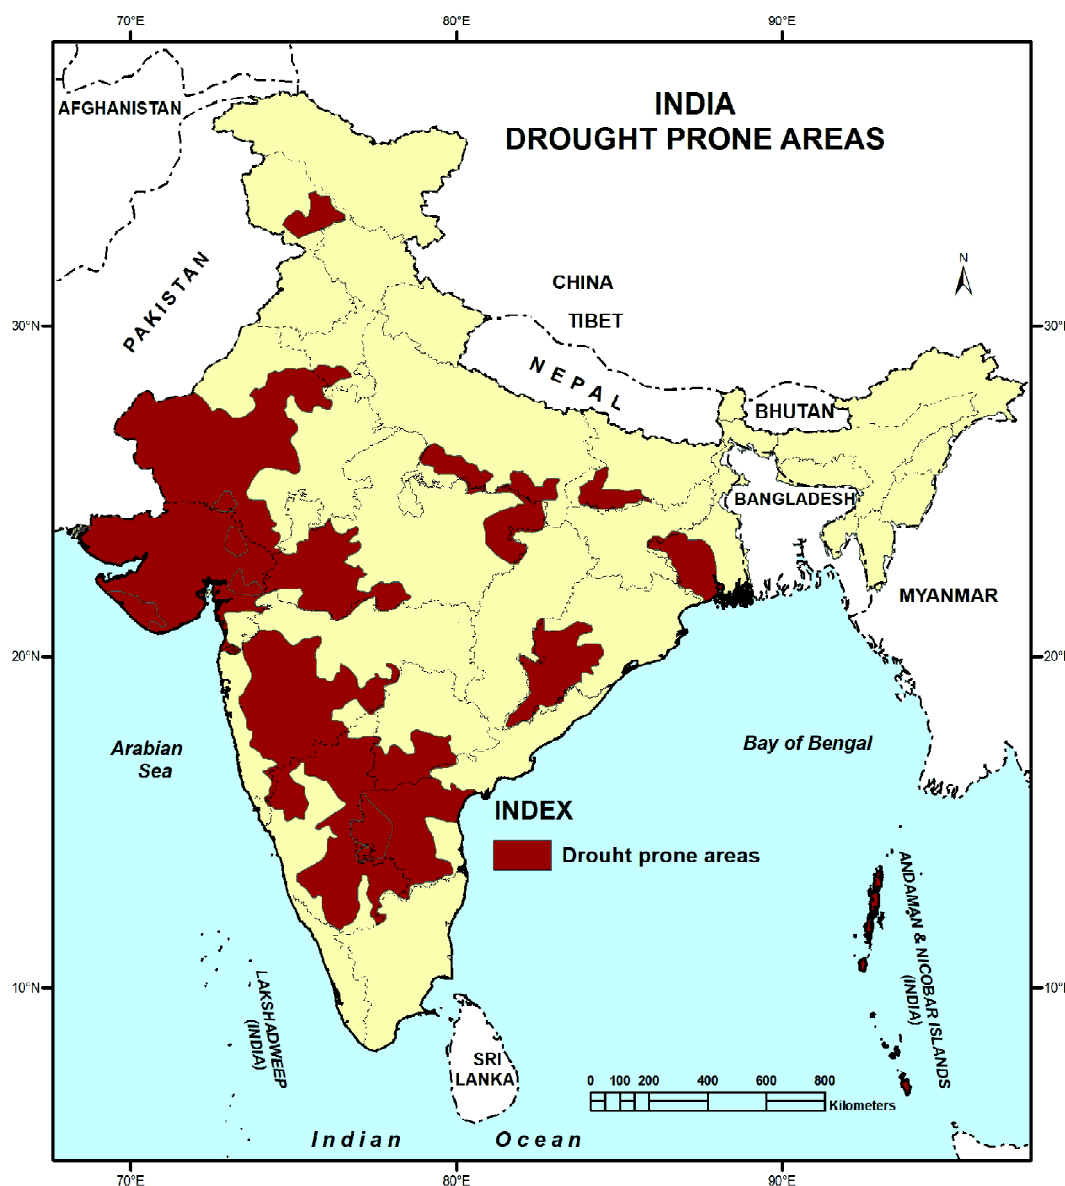 70°E
80°E
90°E
INDIA
DROUGHT PRONE AREAS
AFGHANISTAN
PAKISTAN
CHINA
TIBET
N
30°N
30°N
NEPAL
BHUTAN
BANGLADESH
MYANMAR
20°N
20°N
Arabian
Sea
Bay of Bengal
INDEX
Drouht prone areas
ANDAMAN & NICOBAR ISLANDS
(INDIA)
LAKSHADWEEP
(INDIA)
10°N
10°N
SRI
LANKA
0 100 200 400 600 800
Kilometers
Indian Ocean
70°E
80°E
90°E